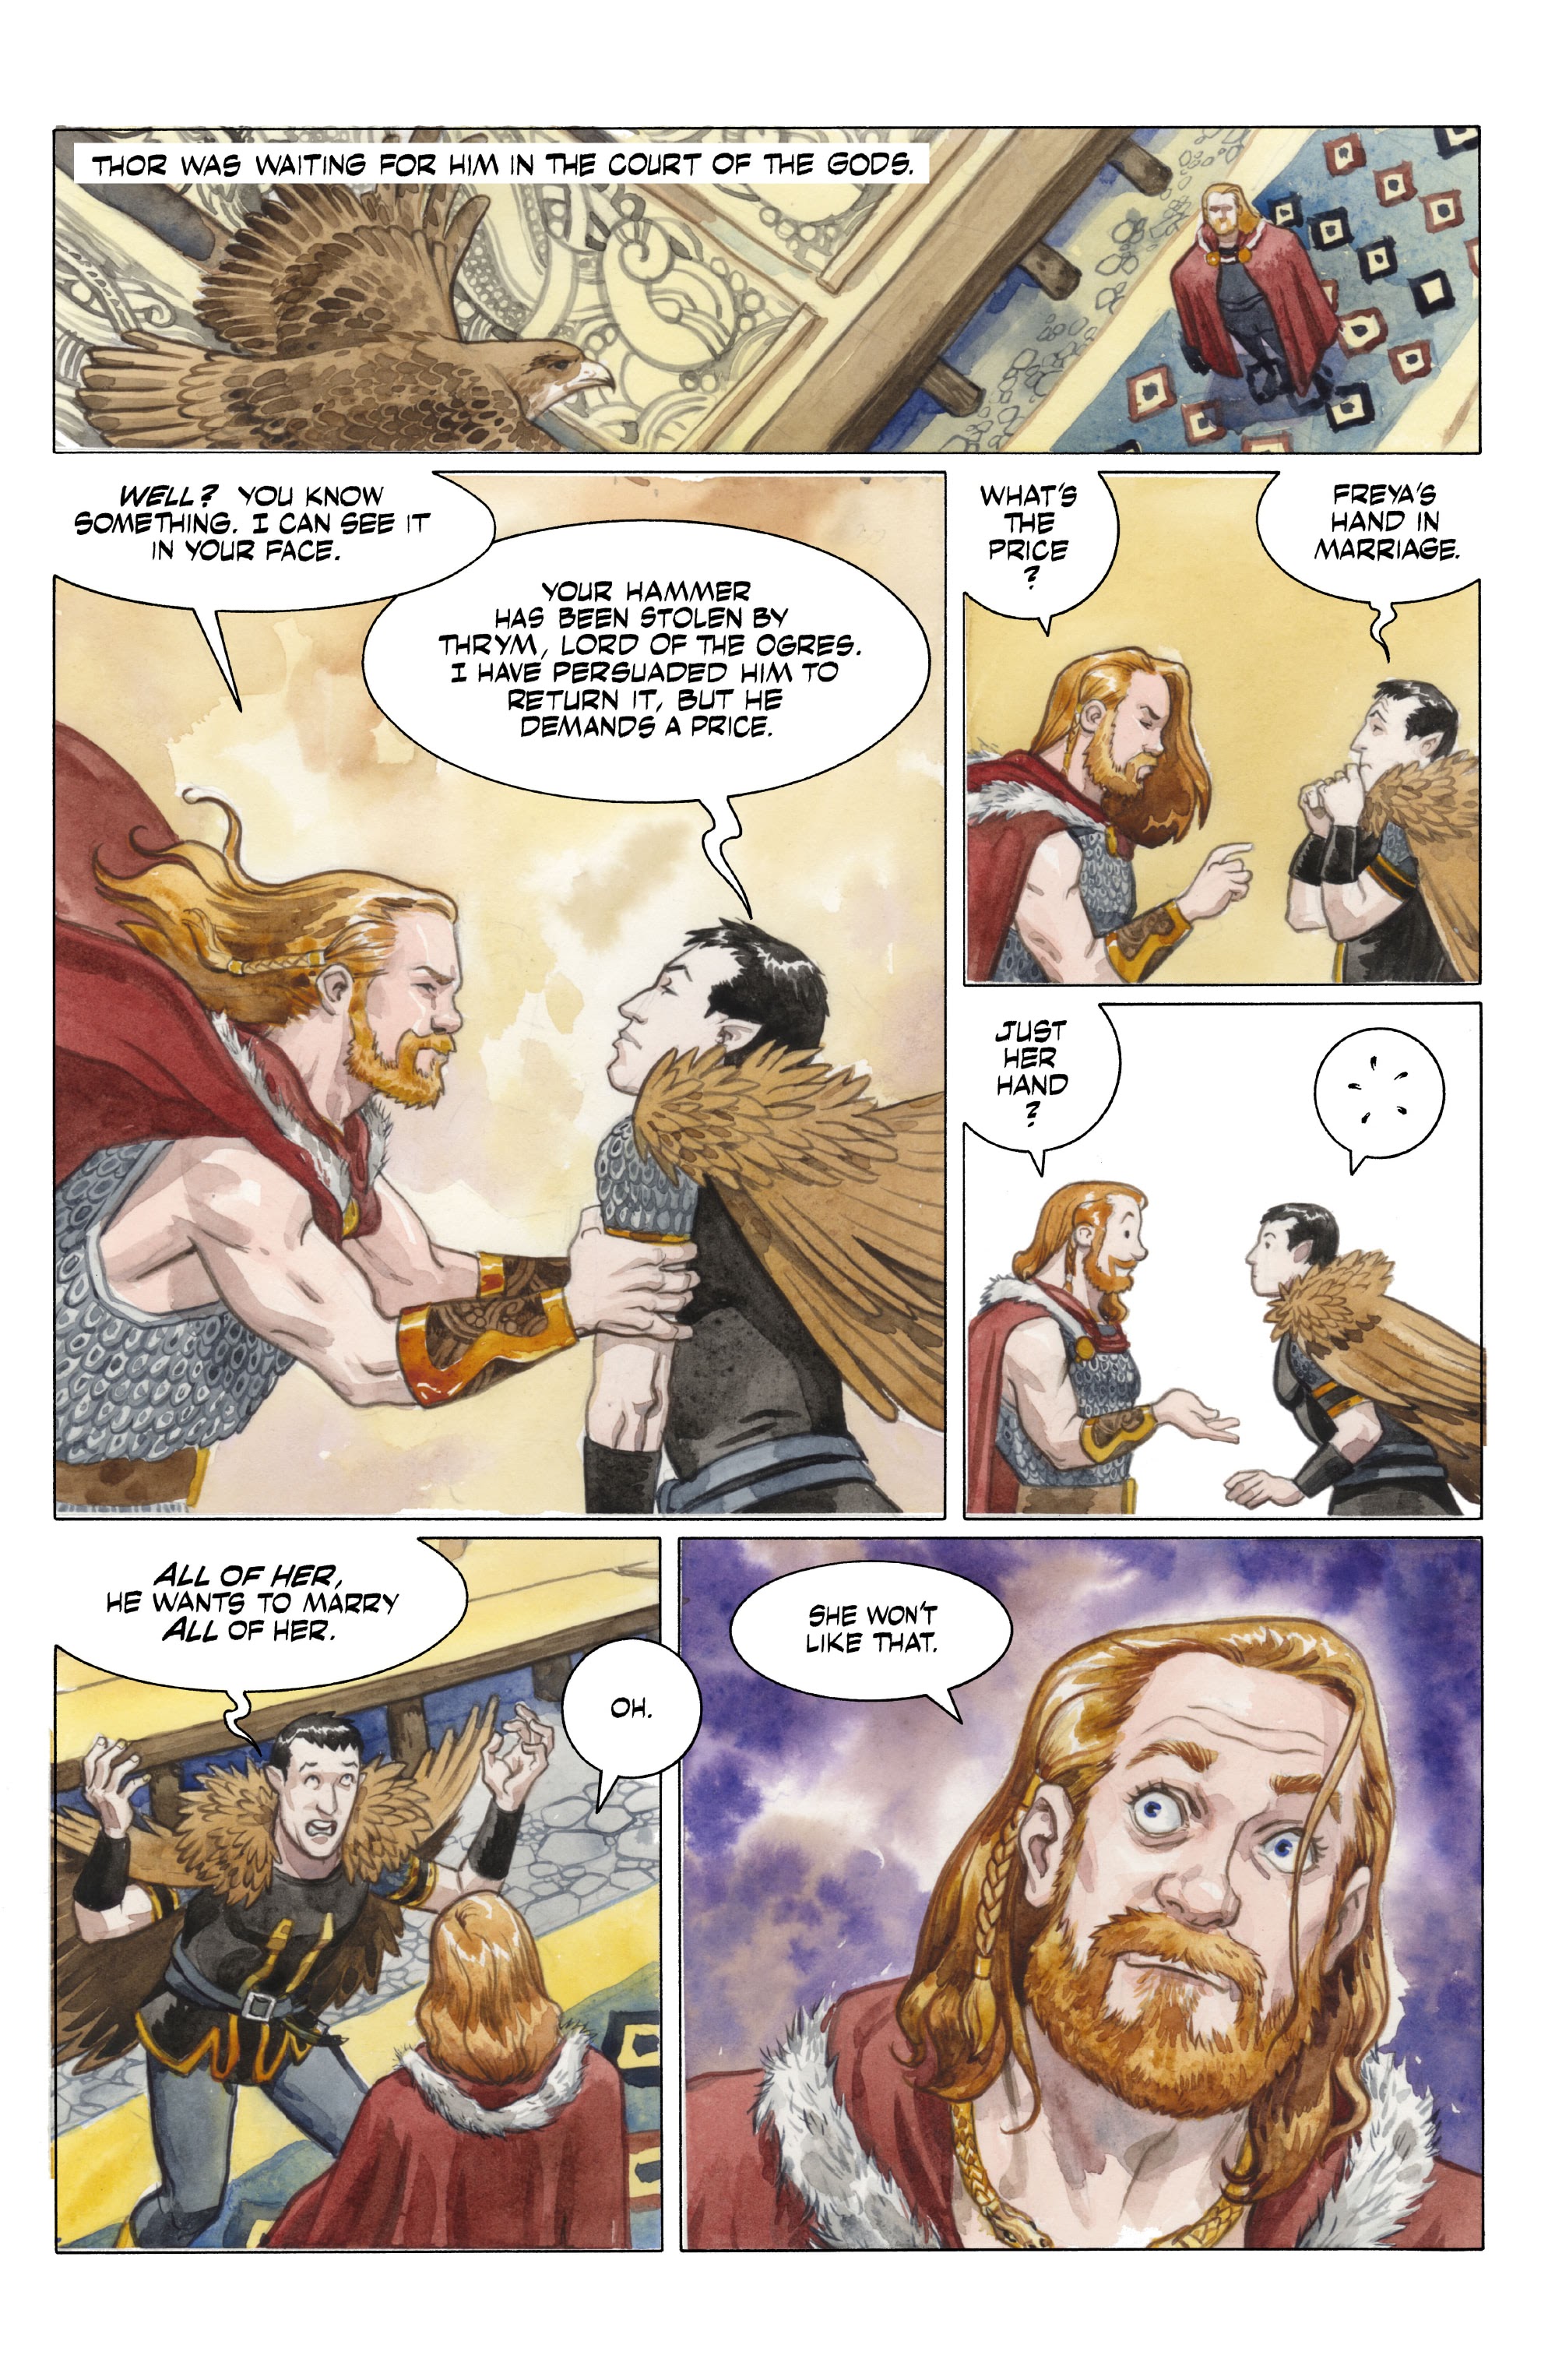 THOR WAS WAITING FOR HIM IN THE COURT OF THE GODS.
WELL? YOU KNOW
SOMETHING. I CAN SEE IT
IN YOUR FACE.
YOUR HAMMER
HAS BEEN STOLEN BY
THRYM, LORD OF THE OGRES.
I HAVE PERSUADED HIM TO
RETURN IT, BUT HE
DEMANDS A PRICE.
WHAT'S
THE
PRICE
?
FREYA'S
HAND IN
MARRIAGE.
JUST
HER
HAND
?
ALL OF HER,
HE WANTS TO MARRY
ALL OF HER.
OH.
SHE WON'T
LIKE THAT.